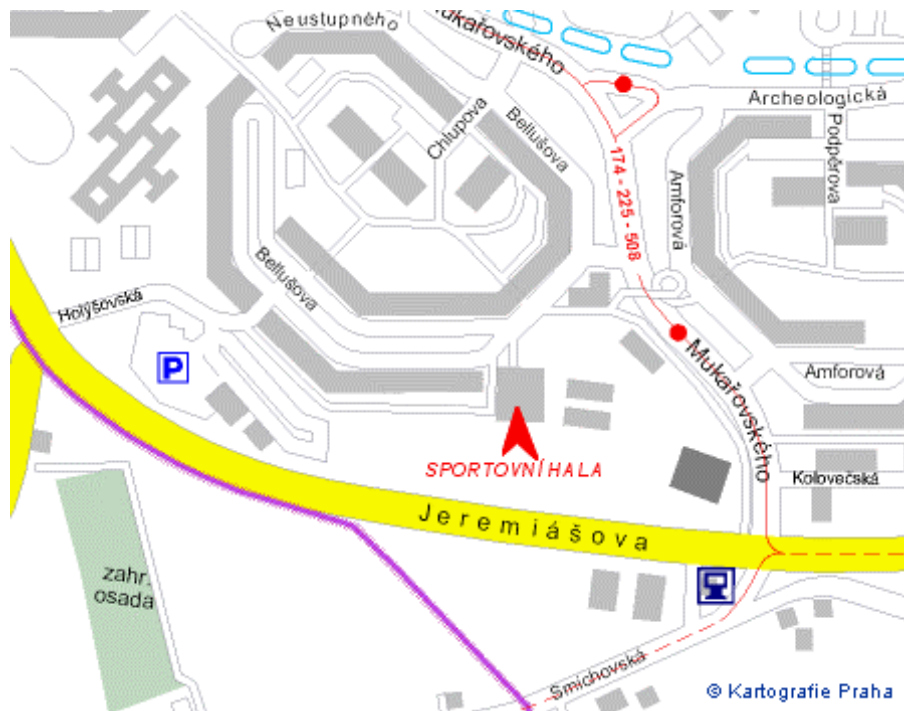 Neustupného
Mukařovského
Archeologická
Chlupova
Bellušova
Podpěrova
174 - 225 - 508
Amforová
Bellušova
Holýšovská
P
Mukařovského
Amforová
SPORTOVNÍ HALA
Kolovečská
Jeremiášova
zahr.
osada
Smichovská
© Kartografie Praha